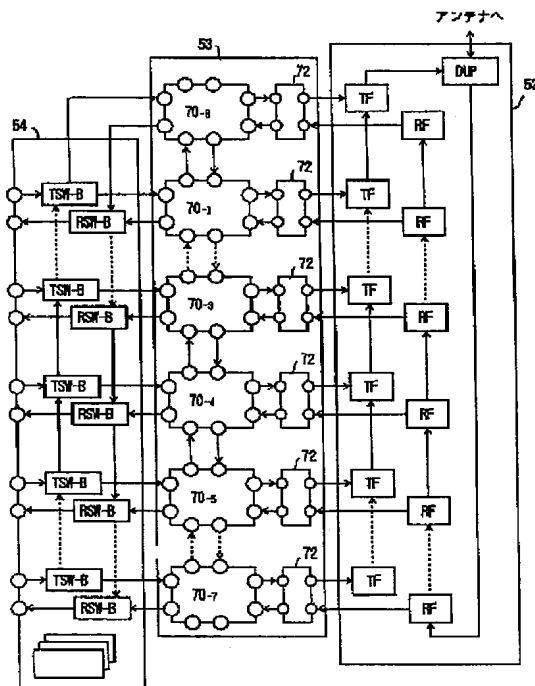 アンテナへ
53
52
72
DUP
TF
70-8
RF
54
72
TSW-B
70-1
TF
RSW-B
RF
72
TSW-B
70-3
TF
RSW-B
RF
72
TSW-B
70-4
TF
RSW-B
RF
72
TSW-B
70-5
TF
RSW-B
RF
72
TSW-B
70-7
TF
RSW-B
RF